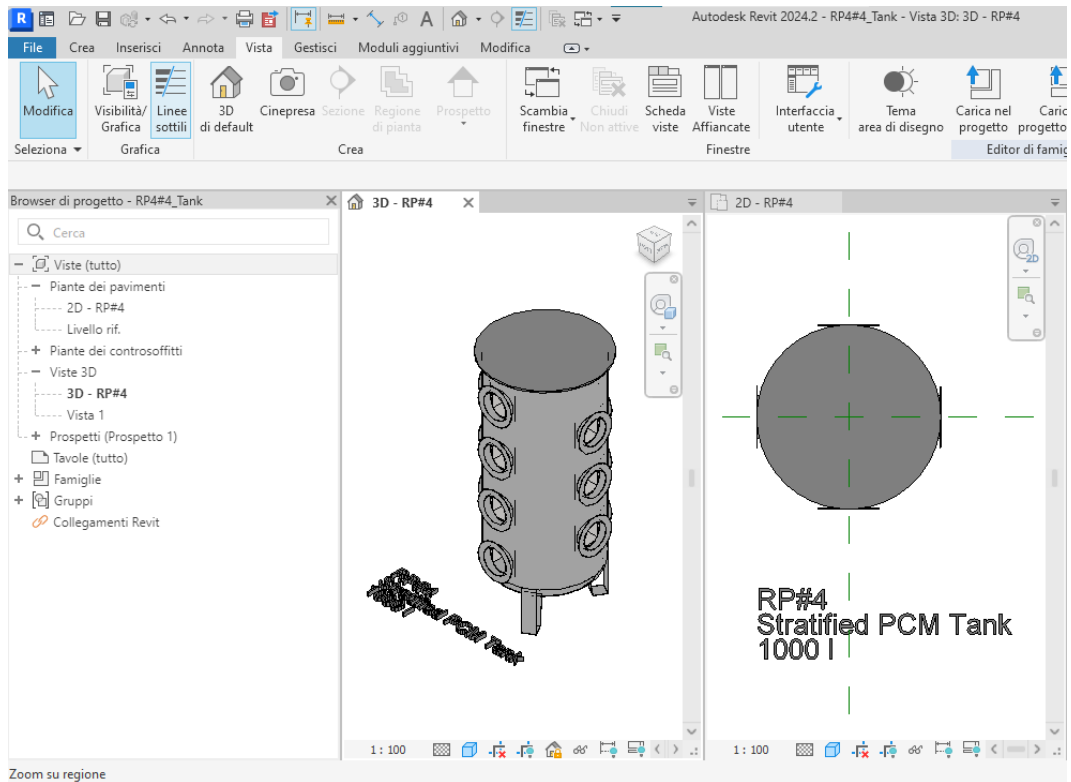 Autodesk Revit 2024.2 - RP4#4_Tank - Vista 3D: 3D - RP#4
File Crea Inserisci Annota Vista Gestisci Moduli aggiuntivi Modifica
Modifica
Visibilità/ Grafica
Linee sottili
3D di default
Cinepresa
Sezione
Regione di pianta
Prospetto
Scambia finestre
Chiudi Non attive
Scheda viste
Viste Affiancate
Interfaccia utente
Tema area di disegno
Carica nel progetto
Seleziona Grafica Crea Finestre
Browser di progetto - RP4#4_Tank
3D - RP#4
2D - RP#4
Cerca
Viste (tutto)
Piante dei pavimenti
2D - RP#4
Livello rif.
Piante dei controsoffitti
Viste 3D
3D - RP#4
Vista 1
Prospetti (Prospetto 1)
Tavole (tutto)
Famiglie
Gruppi
Collegamenti Revit
2D
PCM Tank
RP#4
Stratified PCM Tank
1000 l
1 : 100
1 : 100
Zoom su regione